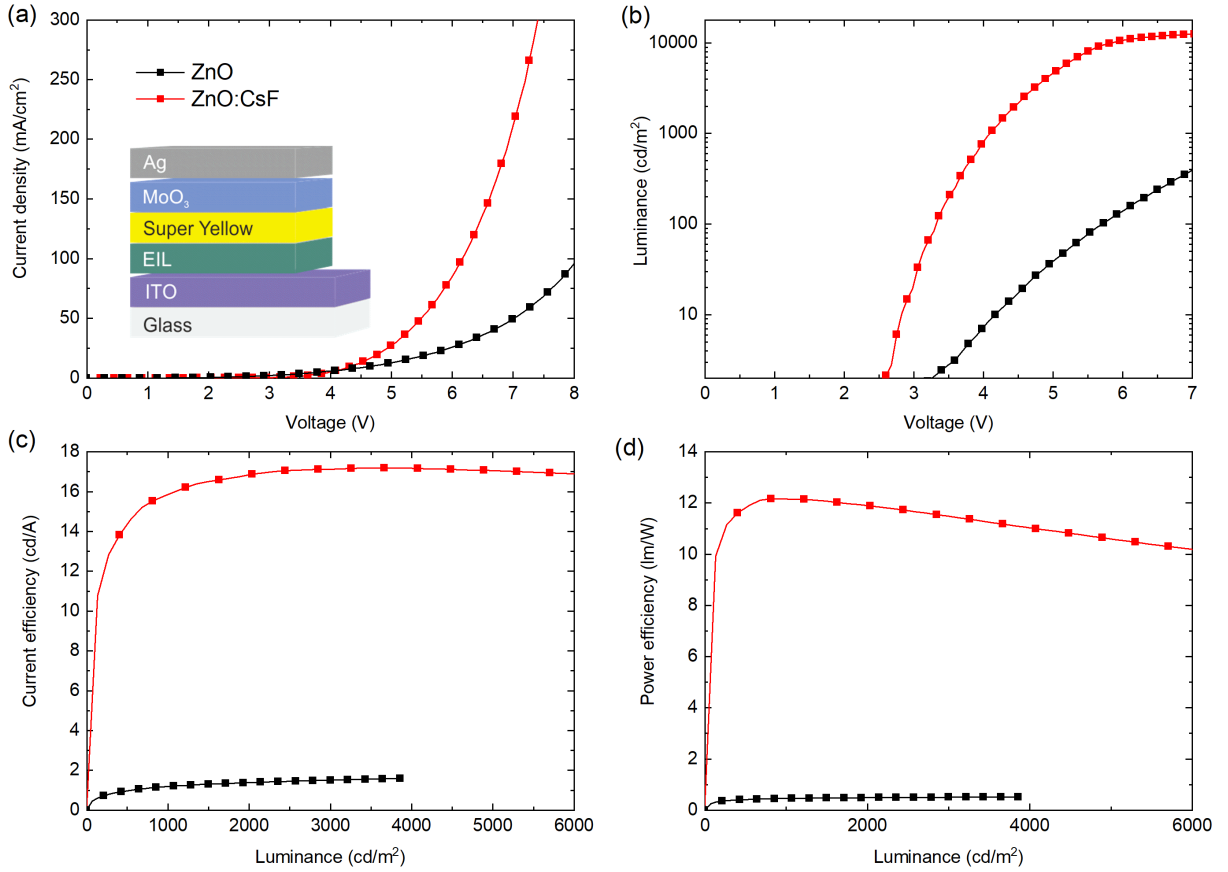 (a)
300
250
200
150
100
50
0
Current density (mA/cm²)
ZnO
ZnO:CsF
Ag
MoO₃
Super Yellow
EIL
ITO
Glass
0 1 2 3 4 5 6 7 8
Voltage (V)
(b)
10000
1000
100
10
Luminance (cd/m²)
0 1 2 3 4 5 6 7
Voltage (V)
(c)
18
16
14
12
10
8
6
4
2
0
Current efficiency (cd/A)
0 1000 2000 3000 4000 5000 6000
Luminance (cd/m²)
(d)
14
12
10
8
6
4
2
0
Power efficiency (lm/W)
0 2000 4000 6000
Luminance (cd/m²)